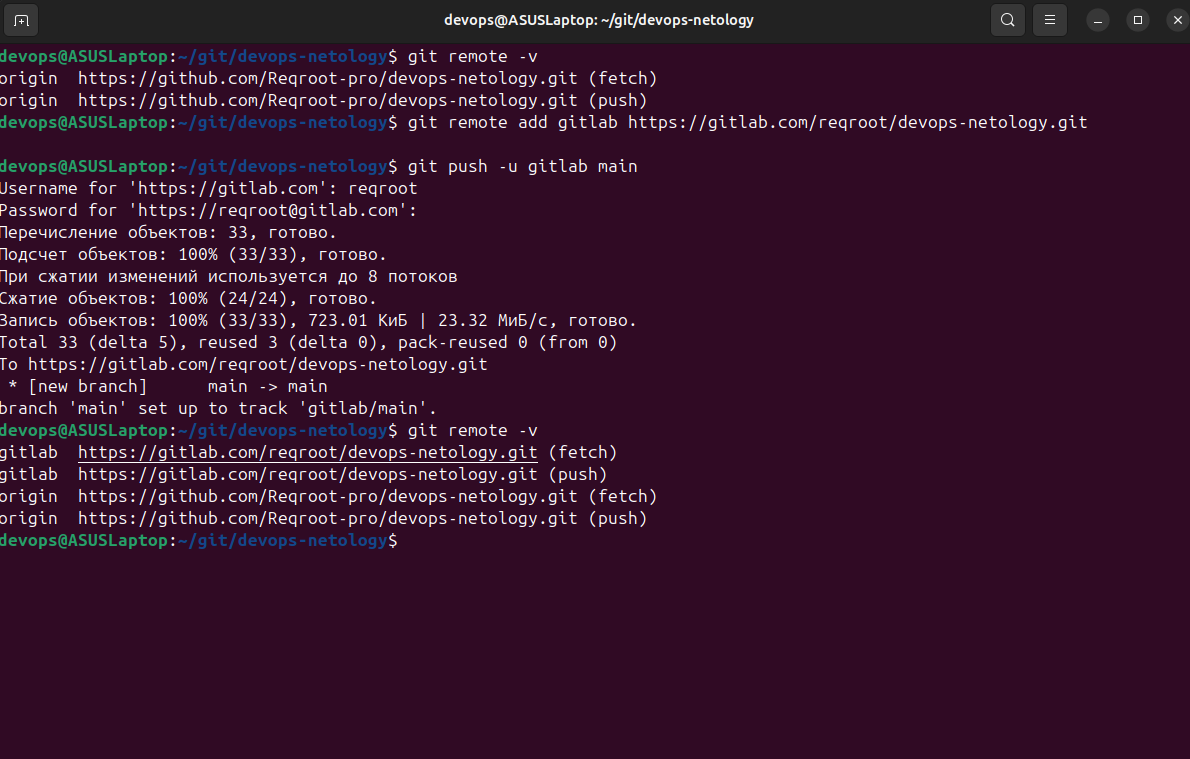 devops@ASUSLaptop: ~/git/devops-netology
devops@ASUSLaptop:~/git/devops-netology$ git remote -v
origin  https://github.com/Reqroot-pro/devops-netology.git (fetch)
origin  https://github.com/Reqroot-pro/devops-netology.git (push)
devops@ASUSLaptop:~/git/devops-netology$ git remote add gitlab https://gitlab.com/reqroot/devops-netology.git
devops@ASUSLaptop:~/git/devops-netology$ git push -u gitlab main
Username for 'https://gitlab.com': reqroot
Password for 'https://reqroot@gitlab.com':
Перечисление объектов: 33, готово.
Подсчет объектов: 100% (33/33), готово.
При сжатии изменений используется до 8 потоков
Сжатие объектов: 100% (24/24), готово.
Запись объектов: 100% (33/33), 723.01 КиБ | 23.32 МиБ/с, готово.
Total 33 (delta 5), reused 3 (delta 0), pack-reused 0 (from 0)
To https://gitlab.com/reqroot/devops-netology.git
 * [new branch]      main -> main
branch 'main' set up to track 'gitlab/main'.
devops@ASUSLaptop:~/git/devops-netology$ git remote -v
gitlab  https://gitlab.com/reqroot/devops-netology.git (fetch)
gitlab  https://gitlab.com/reqroot/devops-netology.git (push)
origin  https://github.com/Reqroot-pro/devops-netology.git (fetch)
origin  https://github.com/Reqroot-pro/devops-netology.git (push)
devops@ASUSLaptop:~/git/devops-netology$